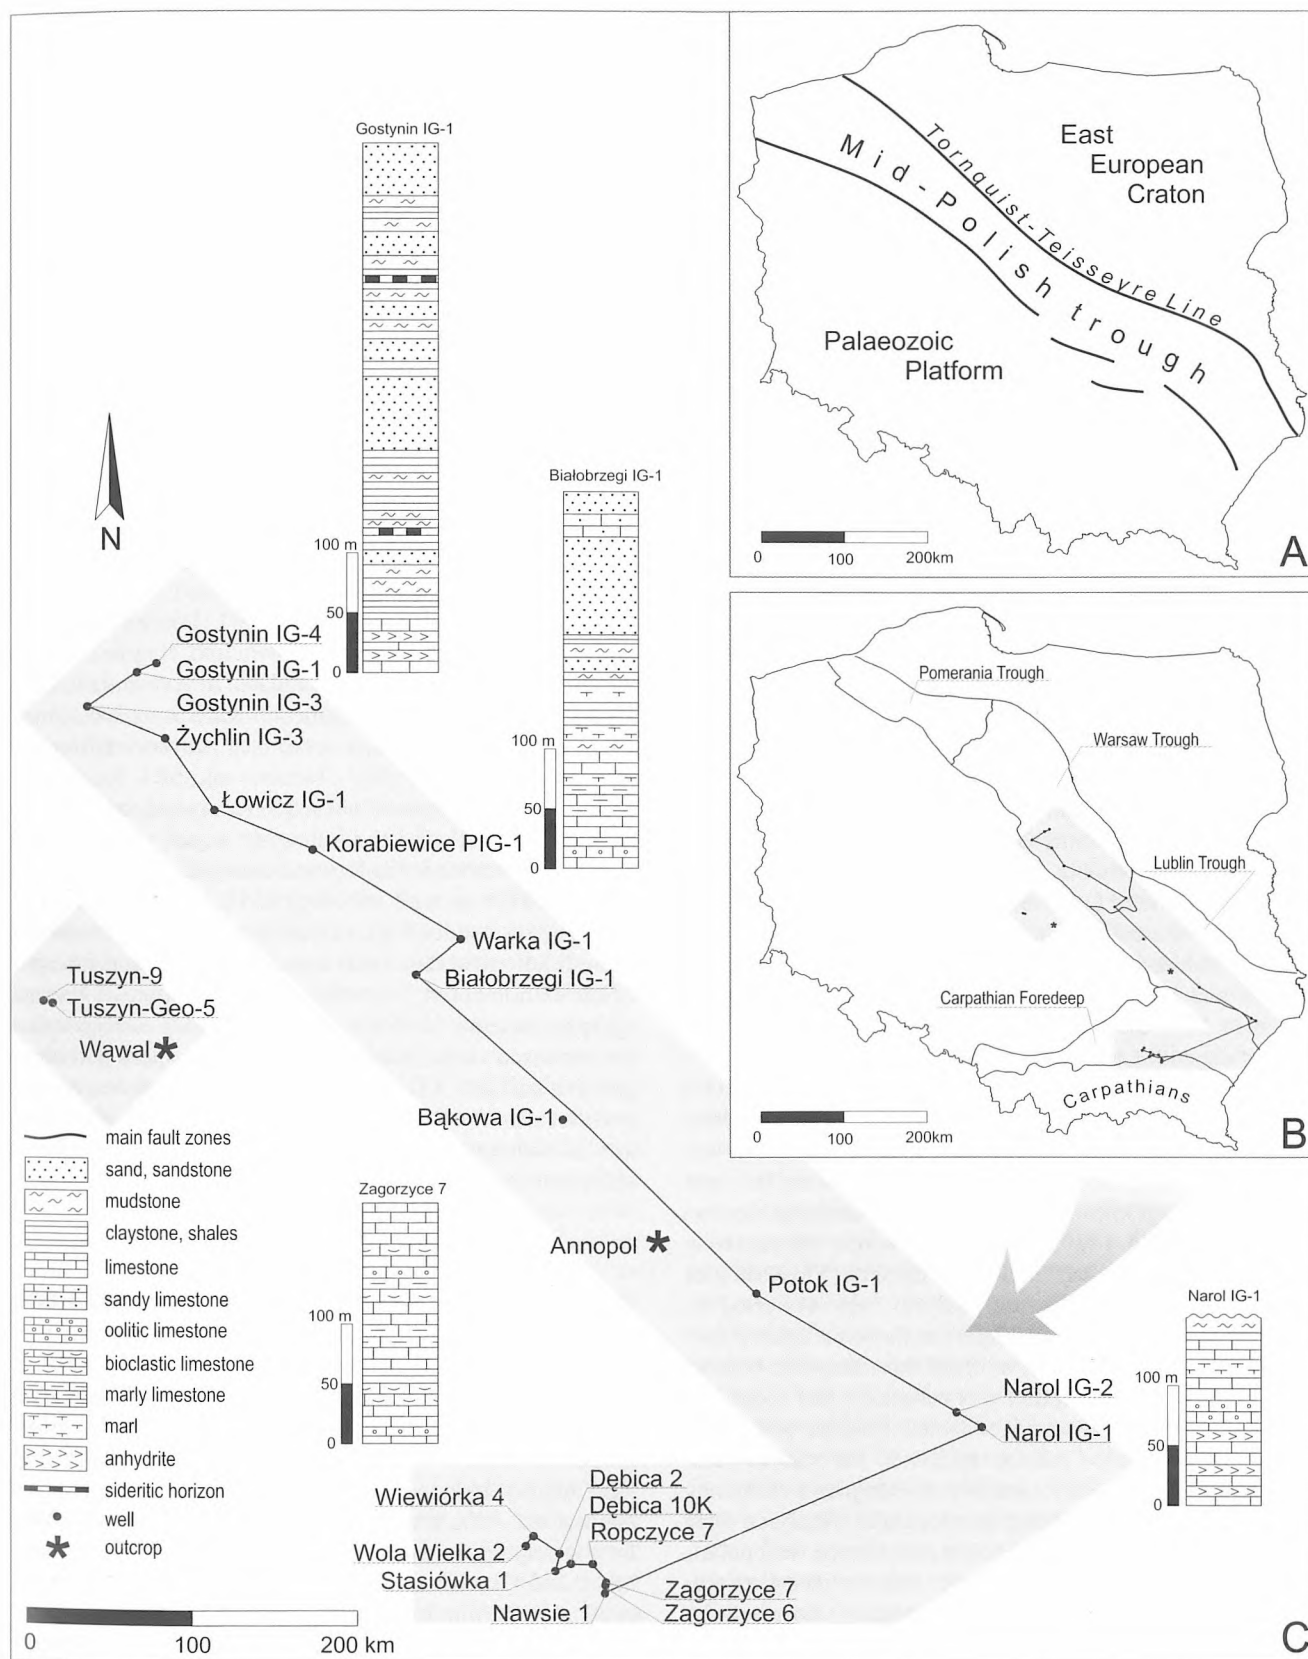 Gostynin IG-1
100 m
50
0
Białobrzegi IG-1
100 m
50
0
N
Gostynin IG-4
Gostynin IG-1
Gostynin IG-3
Żychlin IG-3
Łowicz IG-1
Korabiewice PIG-1
Warka IG-1
Białobrzegi IG-1
Tuszyn-9
Tuszyn-Geo-5
Wąwał
Bąkowa IG-1
Annopol
Potok IG-1
Narol IG-2
Narol IG-1
main fault zones
sand, sandstone
mudstone
claystone, shales
limestone
sandy limestone
oolitic limestone
bioclastic limestone
marly limestone
marl
anhydrite
sideritic horizon
well
outcrop
Zagorzyce 7
100 m
50
0
Narol IG-1
100 m
50
0
Dębica 2
Wiewiórka 4
Dębica 10K
Ropczyce 7
Wola Wielka 2
Stasiówka 1
Zagorzyce 7
Nawsie 1
Zagorzyce 6
0 100 200 km
C
East
European
Craton
Tornquist-Teisseyre Line
Mid-Polish trough
Palaeozoic
Platform
0 100 200km
A
Pomerania Trough
Warsaw Trough
Lublin Trough
Carpathian Foredeep
Carpathians
0 100 200km
B